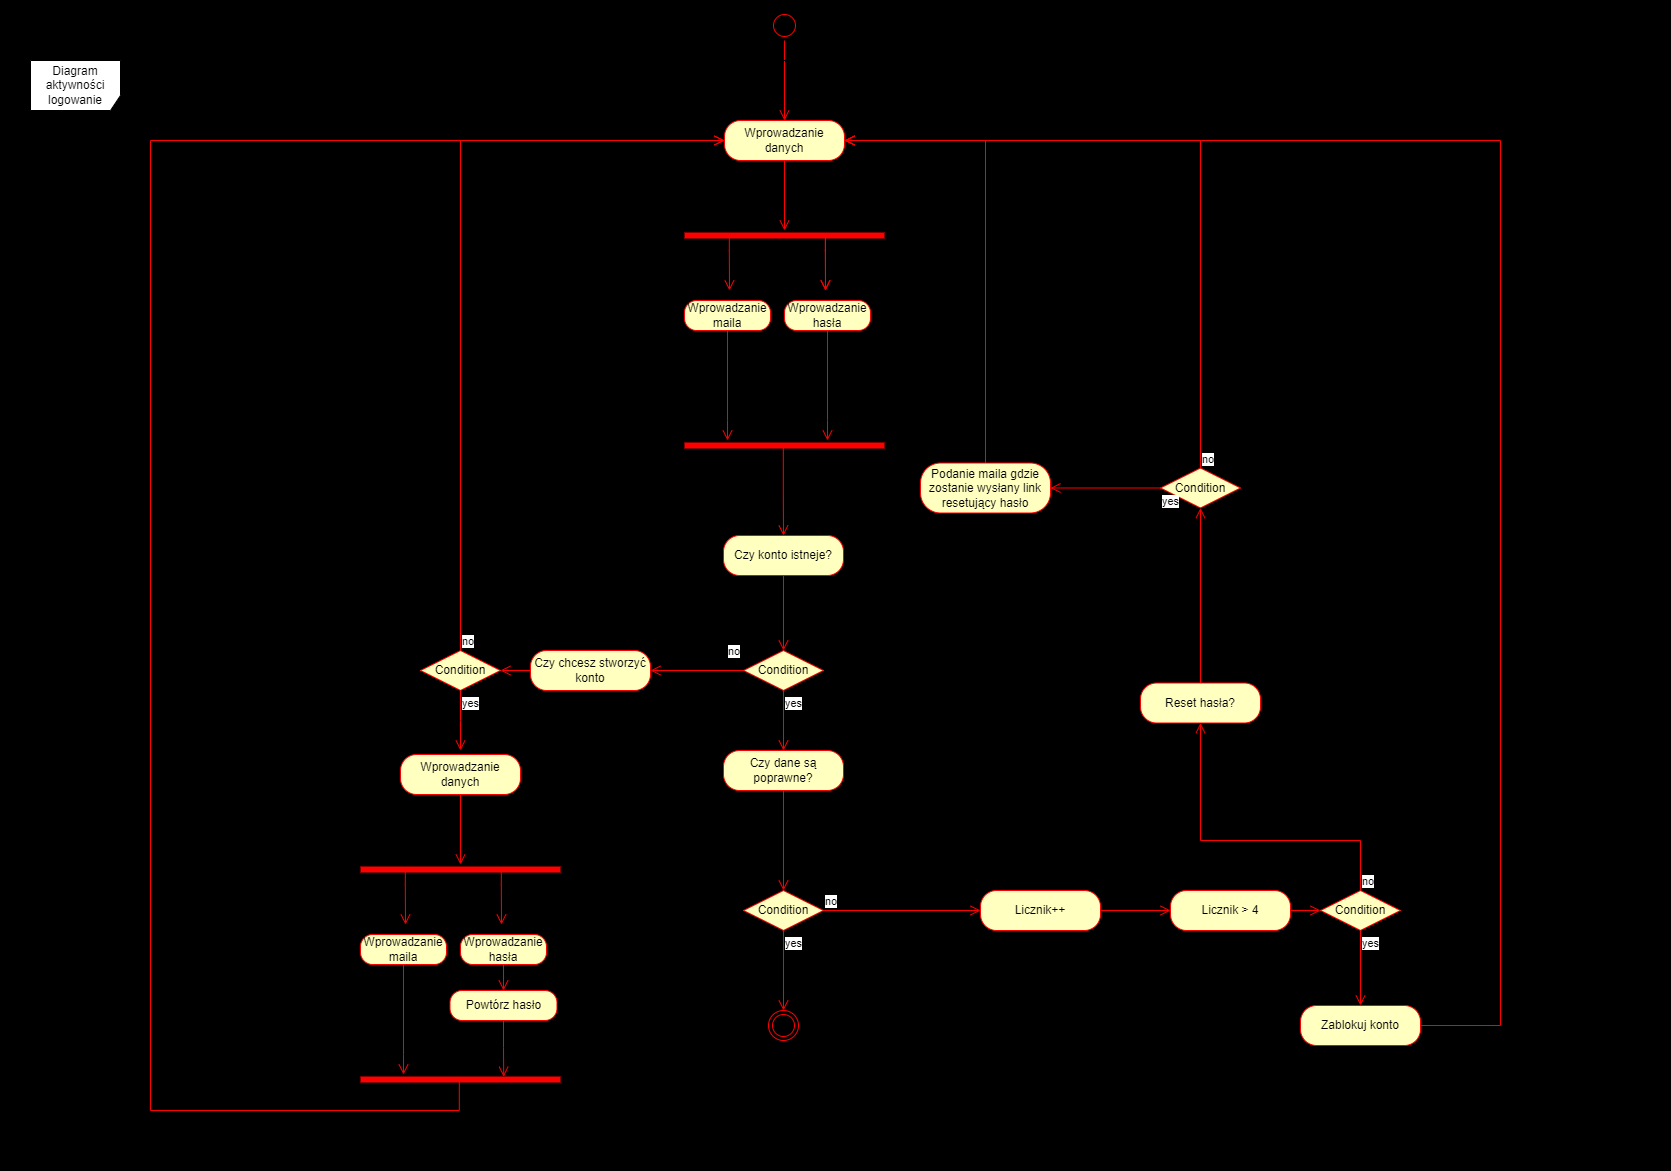 Diagram
aktywności
logowanie
Wprowadzanie
danych
Wprowadzanie
maila
Wprowadzanie
hasła
Podanie maila gdzie
zostanie wysłany link
resetujący hasło
no
Condition
yes
Czy konto istneje?
no
Condition
yes
Czy chcesz stworzyć
konto
no
Condition
yes
Reset hasła?
Wprowadzanie
danych
Czy dane są
poprawne?
Condition
no
yes
Licznik++
Licznik > 4
no
Condition
yes
Wprowadzanie
maila
Wprowadzanie
hasła
Powtórz hasło
Zablokuj konto